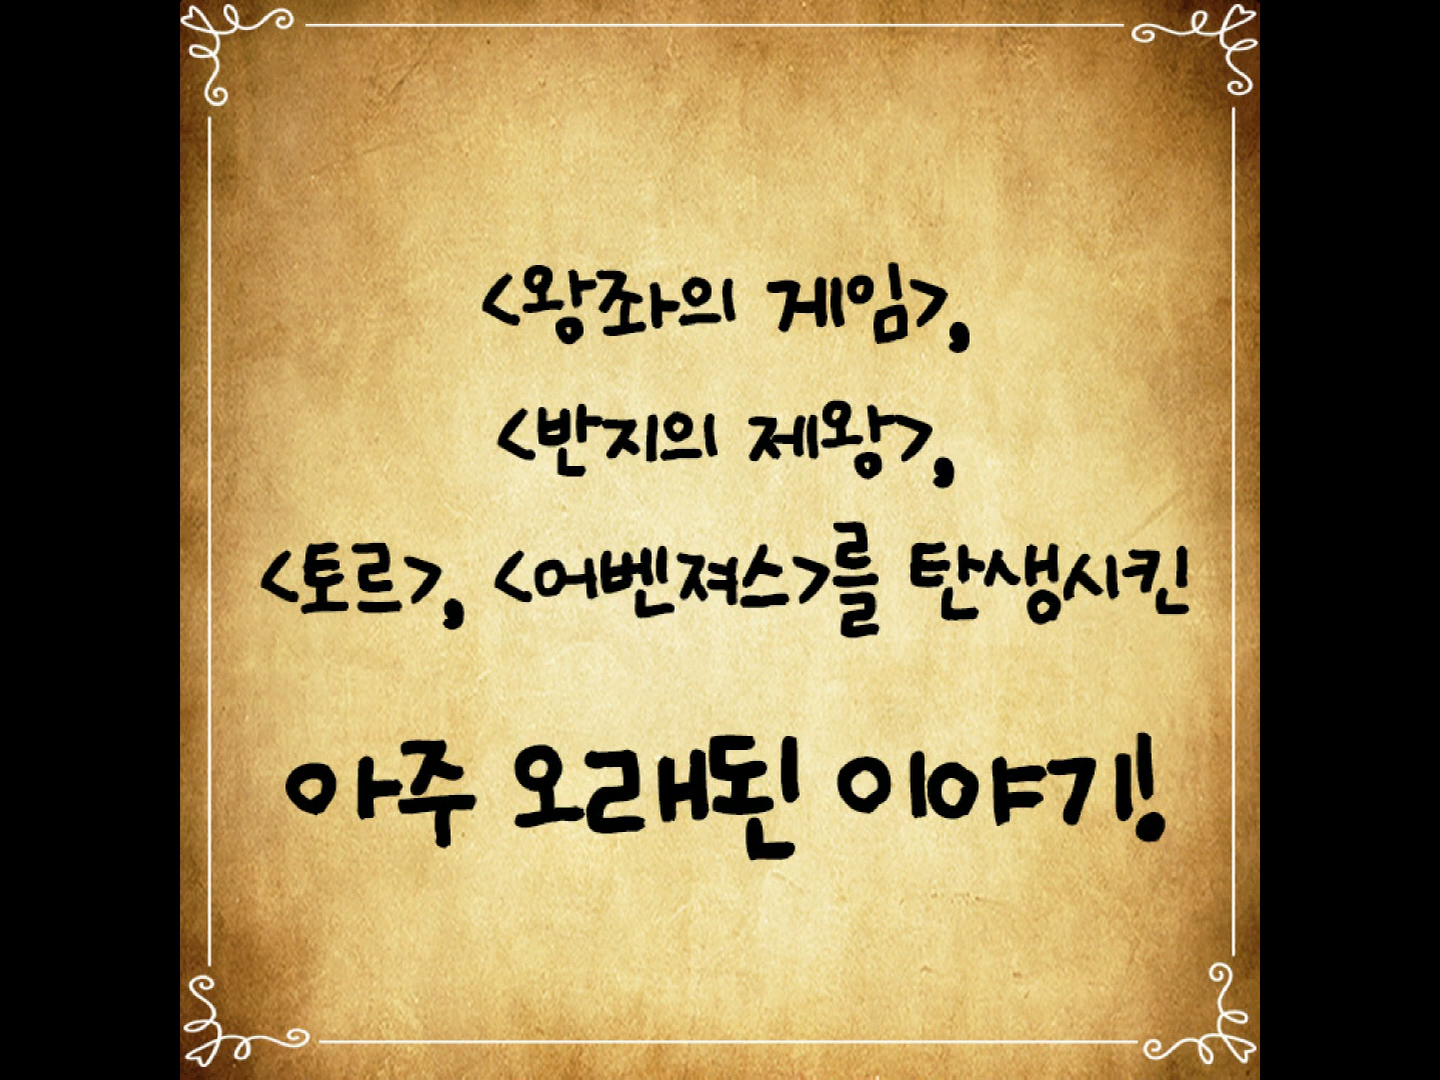 <왕좌의 게임>,
<반지의 제왕>,
<토르>, <어벤져스>를 탄생시킨
아주 오래된 이야기!